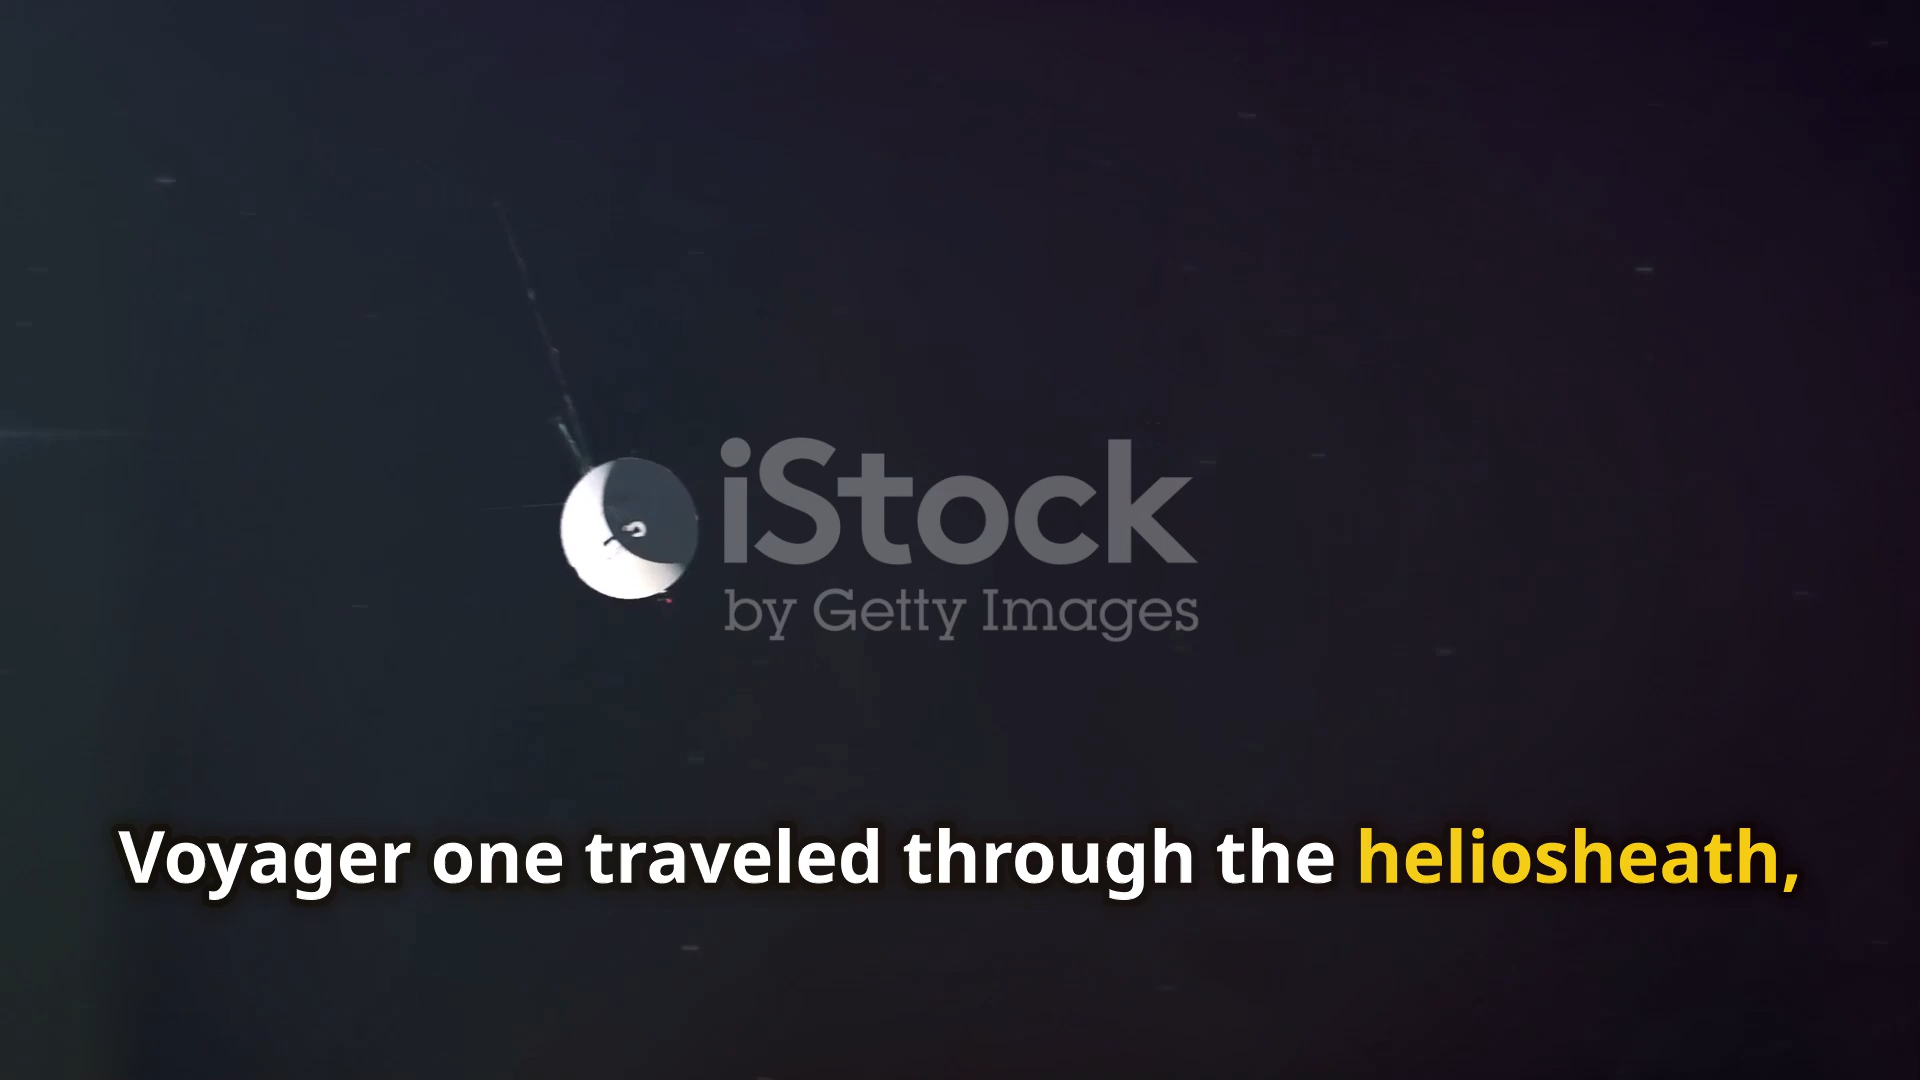 iStock
by Getty Images
Voyager one traveled through the heliosheath,